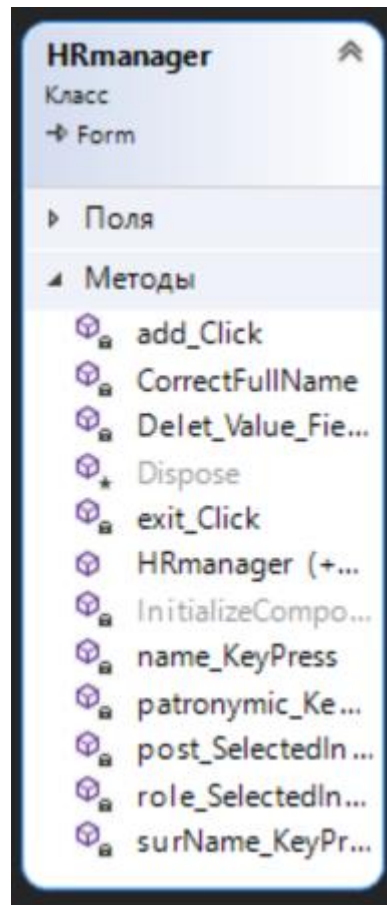 HRmanager
Класс
Form
Поля
Методы
add_Click
CorrectFullName
Delet_Value_Fie...
Dispose
exit_Click
HRmanager (+...
InitializeCompo...
name_KeyPress
patronymic_Ke...
post_SelectedIn...
role_SelectedIn...
surName_KeyPr...